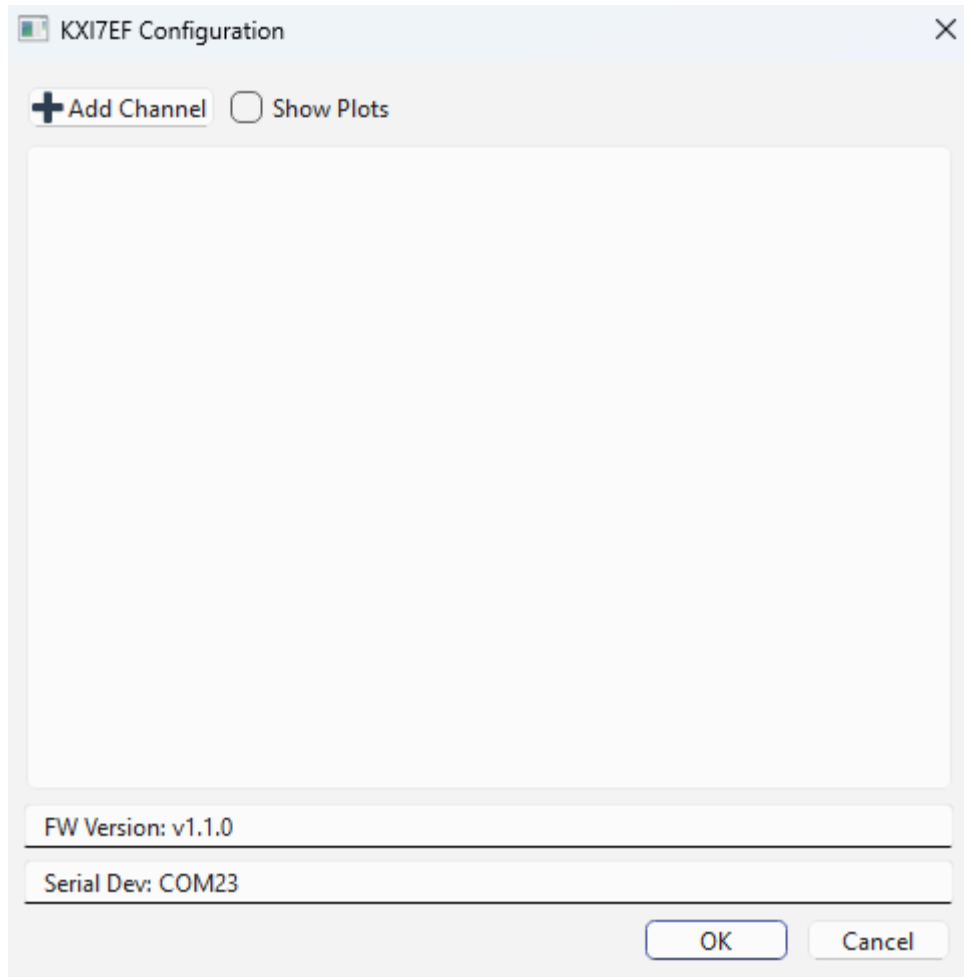 KXI7EF Configuration
Add Channel Show Plots
FW Version: v1.1.0
Serial Dev: COM23
OK Cancel